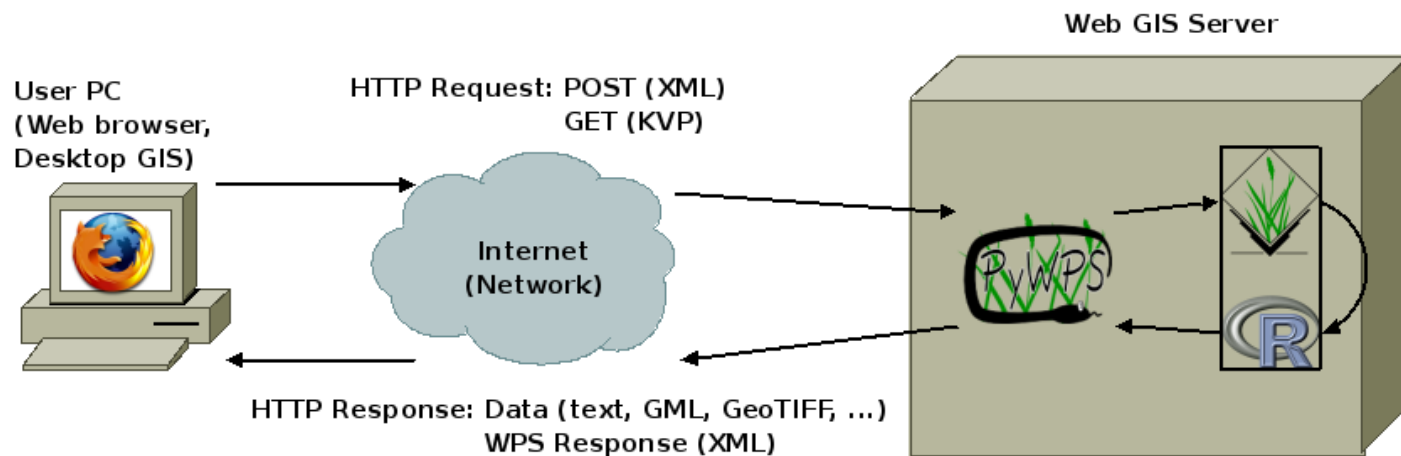 Web GIS Server
User PC
(Web browser,
Desktop GIS)
HTTP Request: POST (XML)
GET (KVP)
Internet
(Network)
PyWPS
R
HTTP Response: Data (text, GML, GeoTIFF, ...)
WPS Response (XML)